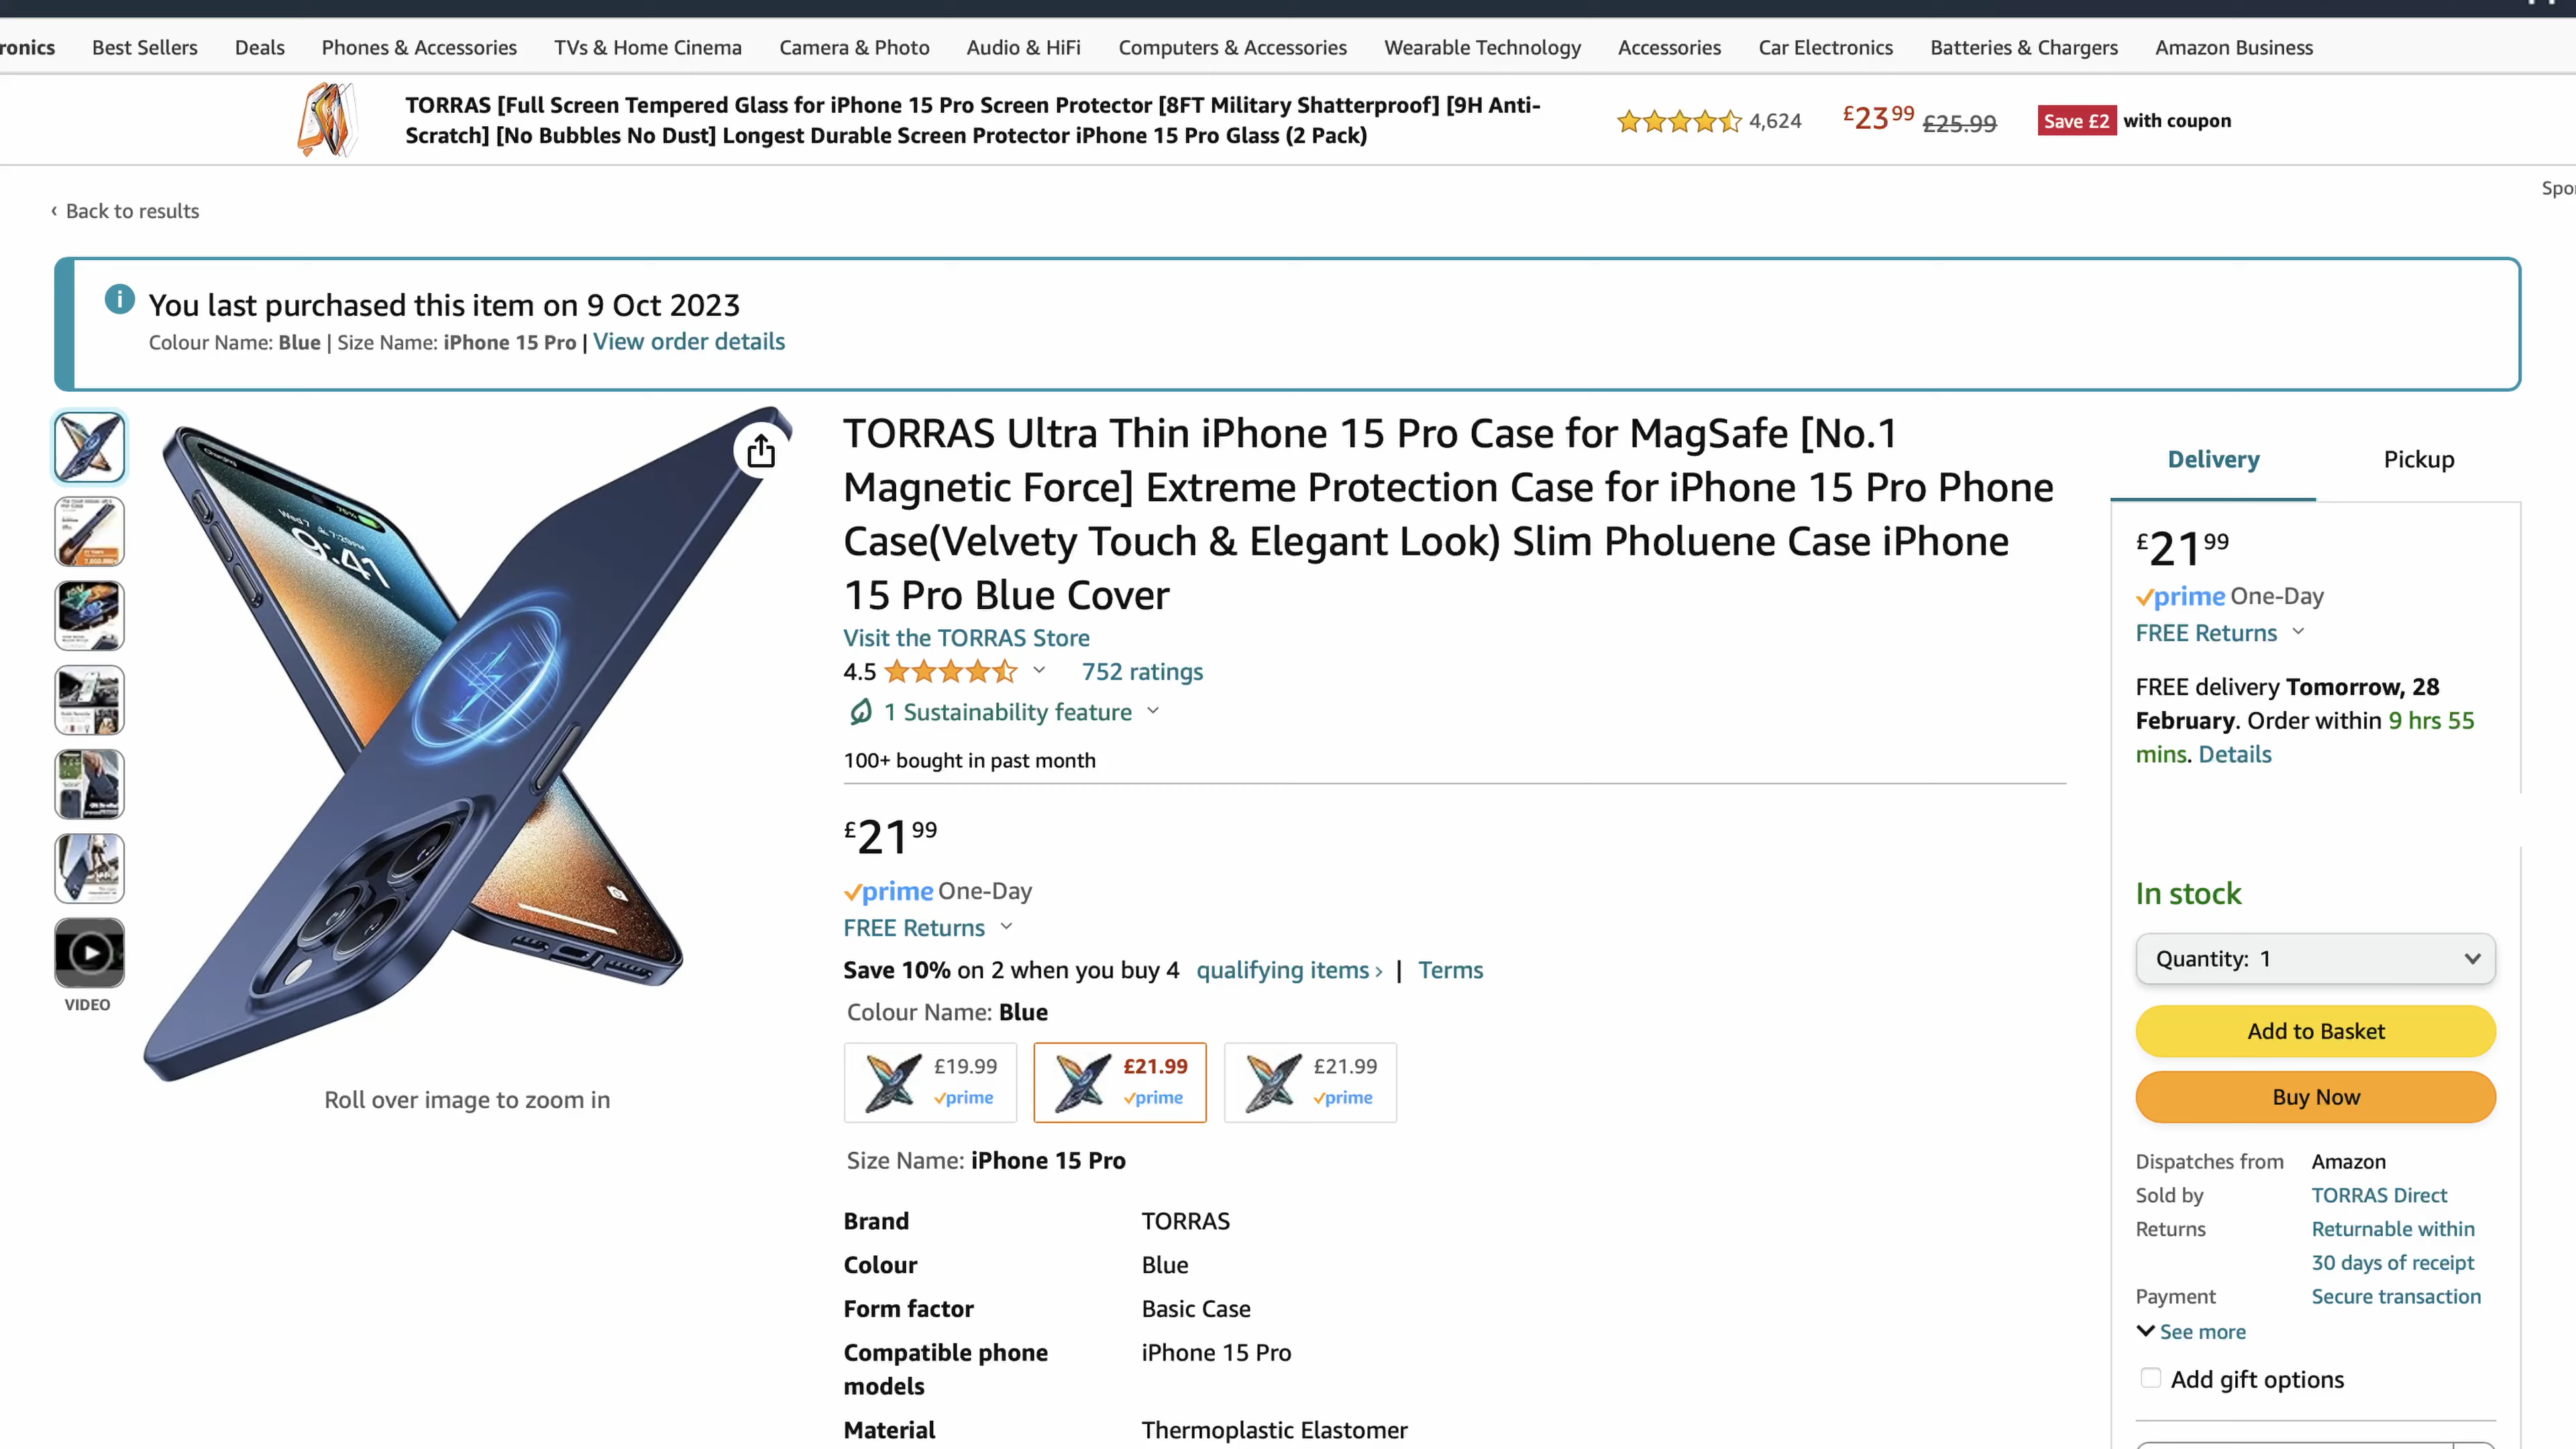 ronics Best Sellers Deals Phones & Accessories TVs & Home Cinema Camera & Photo Audio & HiFi Computers & Accessories Wearable Technology Accessories Car Electronics Batteries & Chargers Amazon Business
TORRAS [Full Screen Tempered Glass for iPhone 15 Pro Screen Protector [8FT Military Shatterproof] [9H Anti-
Scratch] [No Bubbles No Dust] Longest Durable Screen Protector iPhone 15 Pro Glass (2 Pack)
4,624 £23.99 £25.99 Save £2 with coupon
Spo
‹ Back to results
You last purchased this item on 9 Oct 2023
Colour Name: Blue | Size Name: iPhone 15 Pro | View order details
9:41
VIDEO
Roll over image to zoom in
TORRAS Ultra Thin iPhone 15 Pro Case for MagSafe [No.1
Magnetic Force] Extreme Protection Case for iPhone 15 Pro Phone
Case(Velvety Touch & Elegant Look) Slim Pholuene Case iPhone
15 Pro Blue Cover
Visit the TORRAS Store
4.5 752 ratings
1 Sustainability feature
100+ bought in past month
£21.99
prime One-Day
FREE Returns
Save 10% on 2 when you buy 4 qualifying items › | Terms
Colour Name: Blue
£19.99 £21.99 £21.99
prime prime prime
Size Name: iPhone 15 Pro
Brand TORRAS
Colour Blue
Form factor Basic Case
Compatible phone iPhone 15 Pro
models
Material Thermoplastic Elastomer
Delivery Pickup
£21.99
prime One-Day
FREE Returns
FREE delivery Tomorrow, 28
February. Order within 9 hrs 55
mins. Details
In stock
Quantity: 1
Add to Basket
Buy Now
Dispatches from Amazon
Sold by TORRAS Direct
Returns Returnable within
30 days of receipt
Payment Secure transaction
See more
Add gift options